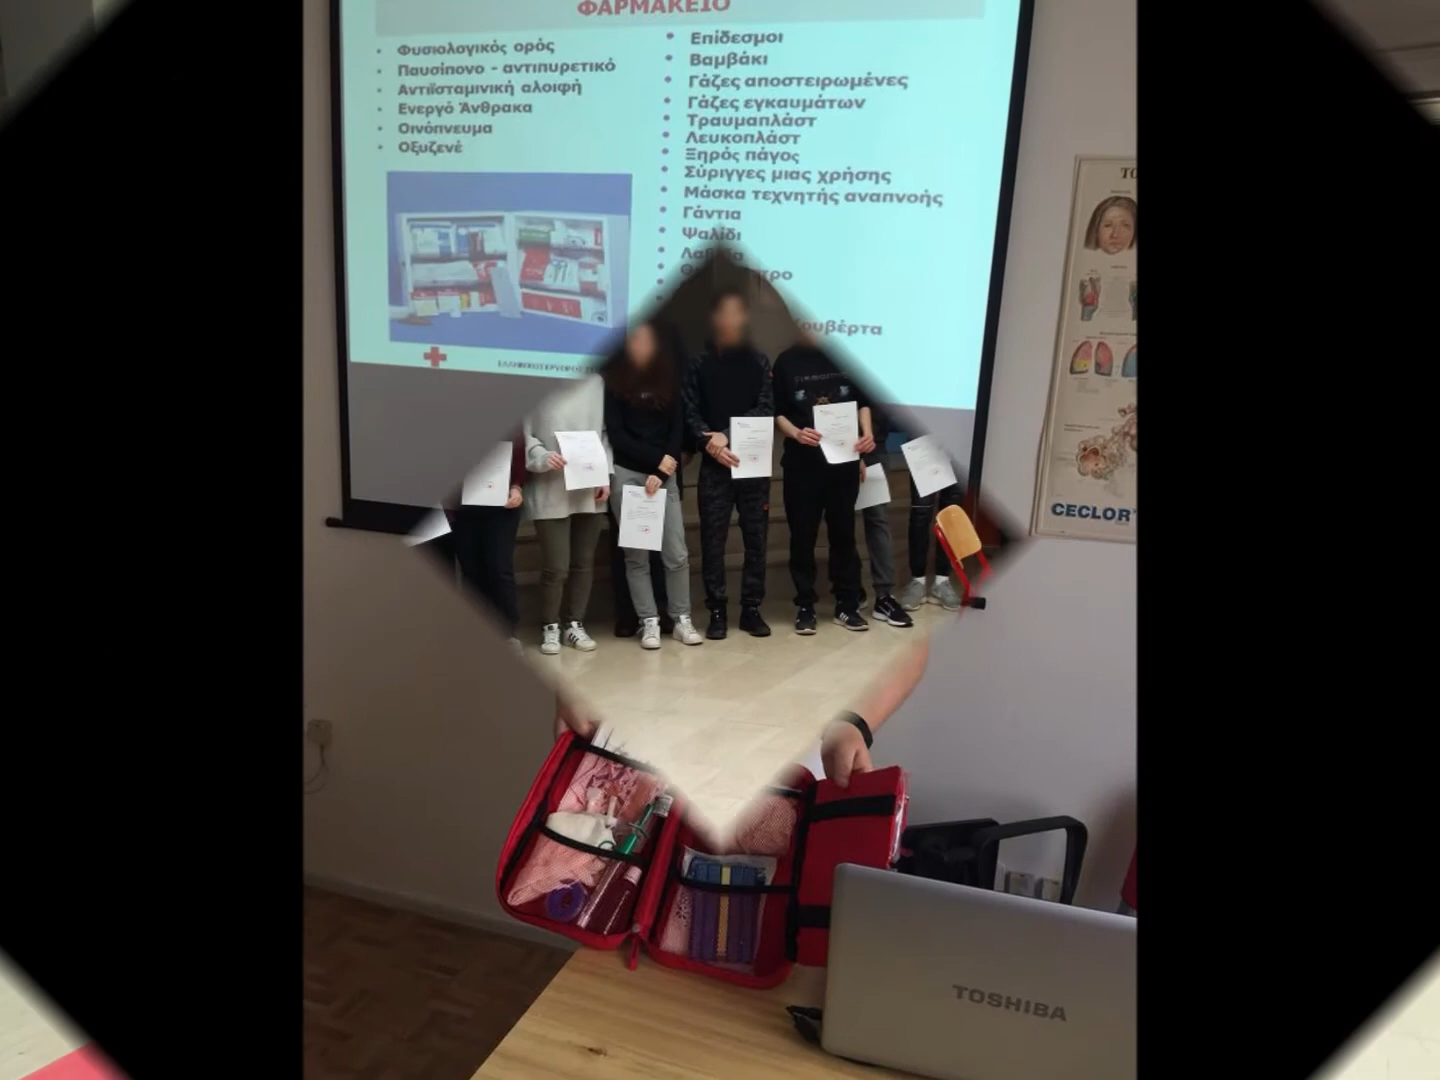 ΦΑΡΜΑΚΕΙΟ
• Φυσιολογικός ορός
• Παυσίπονο - αντιπυρετικό
• Αντιϊσταμινική αλοιφή
• Ενεργό Άνθρακα
• Οινόπνευμα
• Οξυζενέ
• Επίδεσμοι
• Βαμβάκι
• Γάζες αποστειρωμένες
• Γάζες εγκαυμάτων
• Τραυμαπλάστ
• Λευκοπλάστ
• Ξηρός πάγος
• Σύριγγες μιας χρήσης
• Μάσκα τεχνητής αναπνοής
• Γάντια
• Ψαλίδι
CECLOR
TOSHIBA